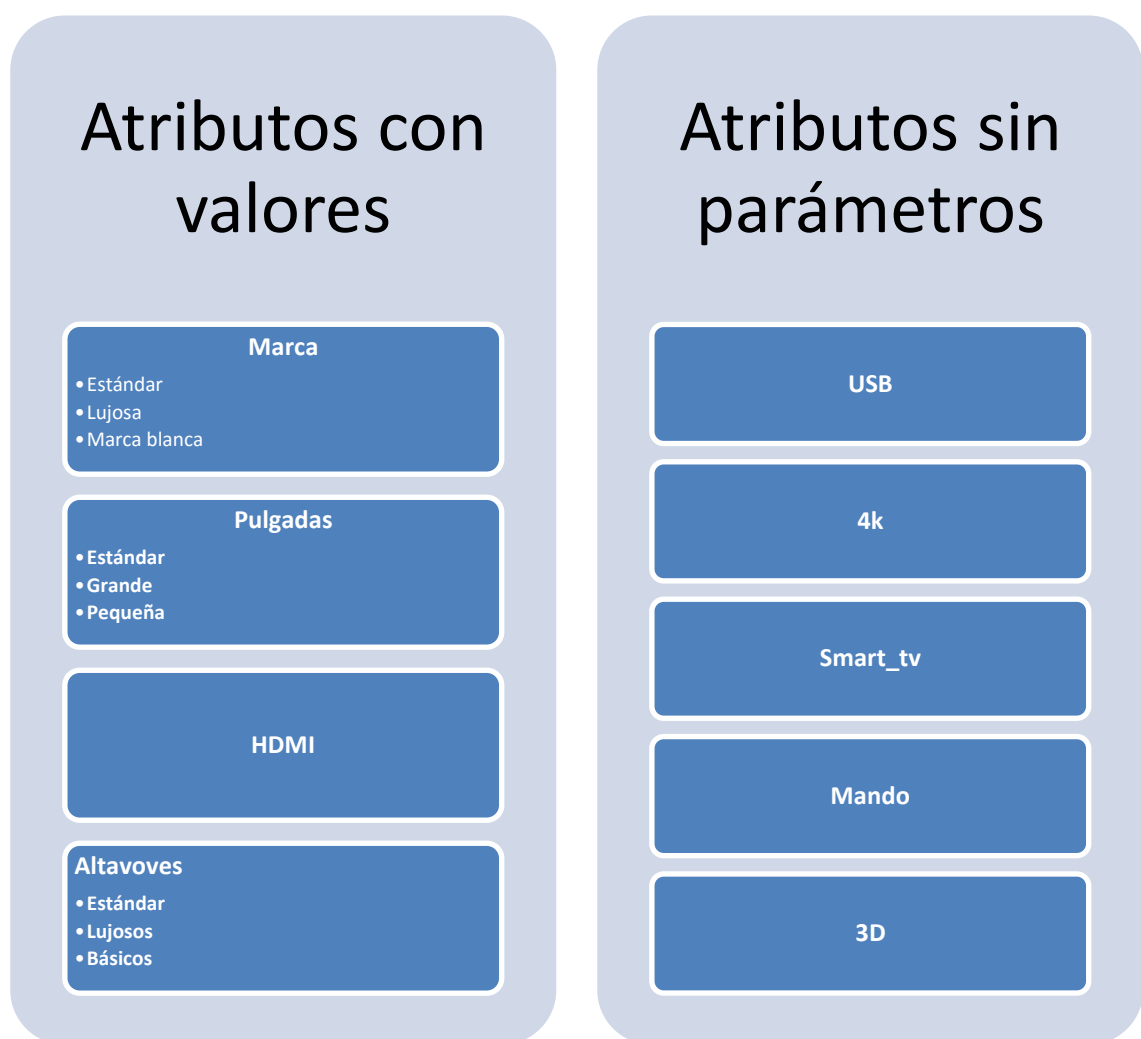 Atributos con
valores
Marca
• Estándar
• Lujosa
• Marca blanca
Pulgadas
• Estándar
• Grande
• Pequeña
HDMI
Altavoves
• Estándar
• Lujosos
• Básicos
Atributos sin
parámetros
USB
4k
Smart_tv
Mando
3D